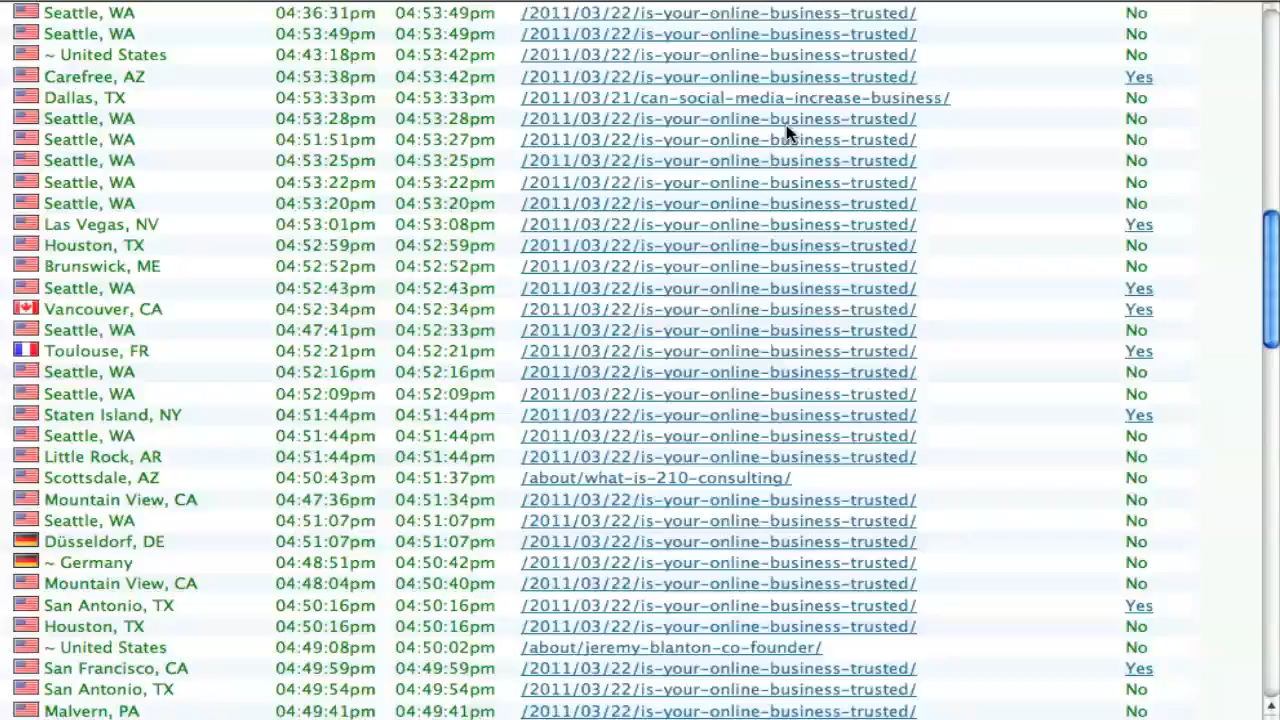 Seattle, WA 04:36:31pm 04:53:49pm /2011/03/22/is-your-online-business-trusted/ No
Seattle, WA 04:53:49pm 04:53:49pm /2011/03/22/is-your-online-business-trusted/ No
~ United States 04:43:18pm 04:53:42pm /2011/03/22/is-your-online-business-trusted/ No
Carefree, AZ 04:53:38pm 04:53:42pm /2011/03/22/is-your-online-business-trusted/ Yes
Dallas, TX 04:53:33pm 04:53:33pm /2011/03/21/can-social-media-increase-business/ No
Seattle, WA 04:53:28pm 04:53:28pm /2011/03/22/is-your-online-business-trusted/ No
Seattle, WA 04:51:51pm 04:53:27pm /2011/03/22/is-your-online-business-trusted/ No
Seattle, WA 04:53:25pm 04:53:25pm /2011/03/22/is-your-online-business-trusted/ No
Seattle, WA 04:53:22pm 04:53:22pm /2011/03/22/is-your-online-business-trusted/ No
Seattle, WA 04:53:20pm 04:53:20pm /2011/03/22/is-your-online-business-trusted/ No
Las Vegas, NV 04:53:01pm 04:53:08pm /2011/03/22/is-your-online-business-trusted/ Yes
Houston, TX 04:52:59pm 04:52:59pm /2011/03/22/is-your-online-business-trusted/ No
Brunswick, ME 04:52:52pm 04:52:52pm /2011/03/22/is-your-online-business-trusted/ No
Seattle, WA 04:52:43pm 04:52:43pm /2011/03/22/is-your-online-business-trusted/ Yes
Vancouver, CA 04:52:34pm 04:52:34pm /2011/03/22/is-your-online-business-trusted/ Yes
Seattle, WA 04:47:41pm 04:52:33pm /2011/03/22/is-your-online-business-trusted/ No
Toulouse, FR 04:52:21pm 04:52:21pm /2011/03/22/is-your-online-business-trusted/ Yes
Seattle, WA 04:52:16pm 04:52:16pm /2011/03/22/is-your-online-business-trusted/ No
Seattle, WA 04:52:09pm 04:52:09pm /2011/03/22/is-your-online-business-trusted/ No
Staten Island, NY 04:51:44pm 04:51:44pm /2011/03/22/is-your-online-business-trusted/ Yes
Seattle, WA 04:51:44pm 04:51:44pm /2011/03/22/is-your-online-business-trusted/ No
Little Rock, AR 04:51:44pm 04:51:44pm /2011/03/22/is-your-online-business-trusted/ No
Scottsdale, AZ 04:50:43pm 04:51:37pm /about/what-is-210-consulting/ No
Mountain View, CA 04:47:36pm 04:51:33pm /2011/03/22/is-your-online-business-trusted/ No
Seattle, WA 04:51:07pm 04:51:07pm /2011/03/22/is-your-online-business-trusted/ No
Düsseldorf, DE 04:51:07pm 04:51:07pm /2011/03/22/is-your-online-business-trusted/ No
~ Germany 04:48:51pm 04:50:42pm /2011/03/22/is-your-online-business-trusted/ No
Mountain View, CA 04:48:04pm 04:50:40pm /2011/03/22/is-your-online-business-trusted/ No
San Antonio, TX 04:50:16pm 04:50:16pm /2011/03/22/is-your-online-business-trusted/ Yes
Houston, TX 04:50:16pm 04:50:16pm /2011/03/22/is-your-online-business-trusted/ No
~ United States 04:49:08pm 04:50:02pm /about/jeremy-blanton-co-founder/ No
San Francisco, CA 04:49:59pm 04:49:59pm /2011/03/22/is-your-online-business-trusted/ Yes
San Antonio, TX 04:49:54pm 04:49:54pm /2011/03/22/is-your-online-business-trusted/ No
Malvern, PA 04:49:41pm 04:49:41pm /2011/03/22/is-your-online-business-trusted/ No